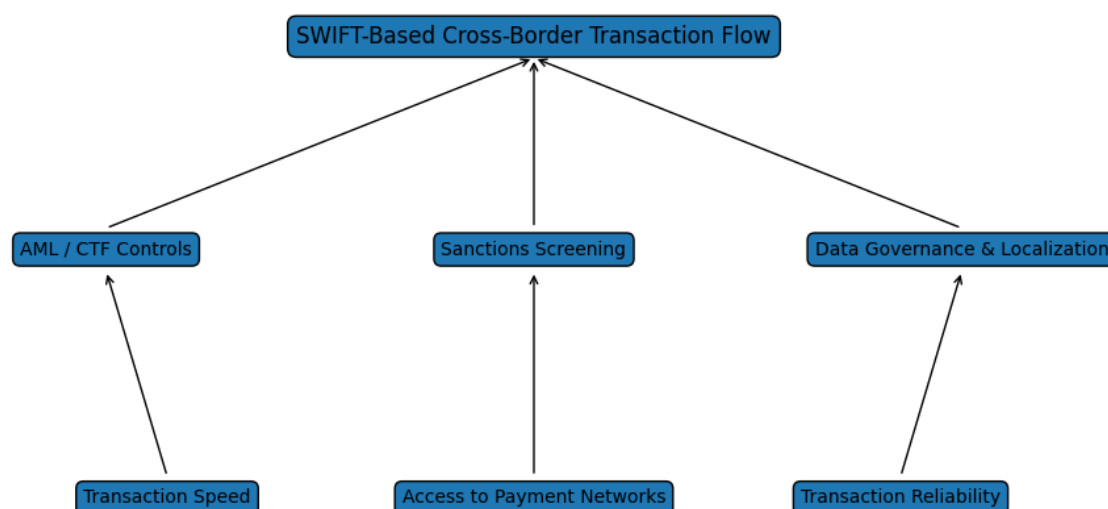 SWIFT-Based Cross-Border Transaction Flow
AML / CTF Controls
Sanctions Screening
Data Governance & Localization
Transaction Speed
Access to Payment Networks
Transaction Reliability